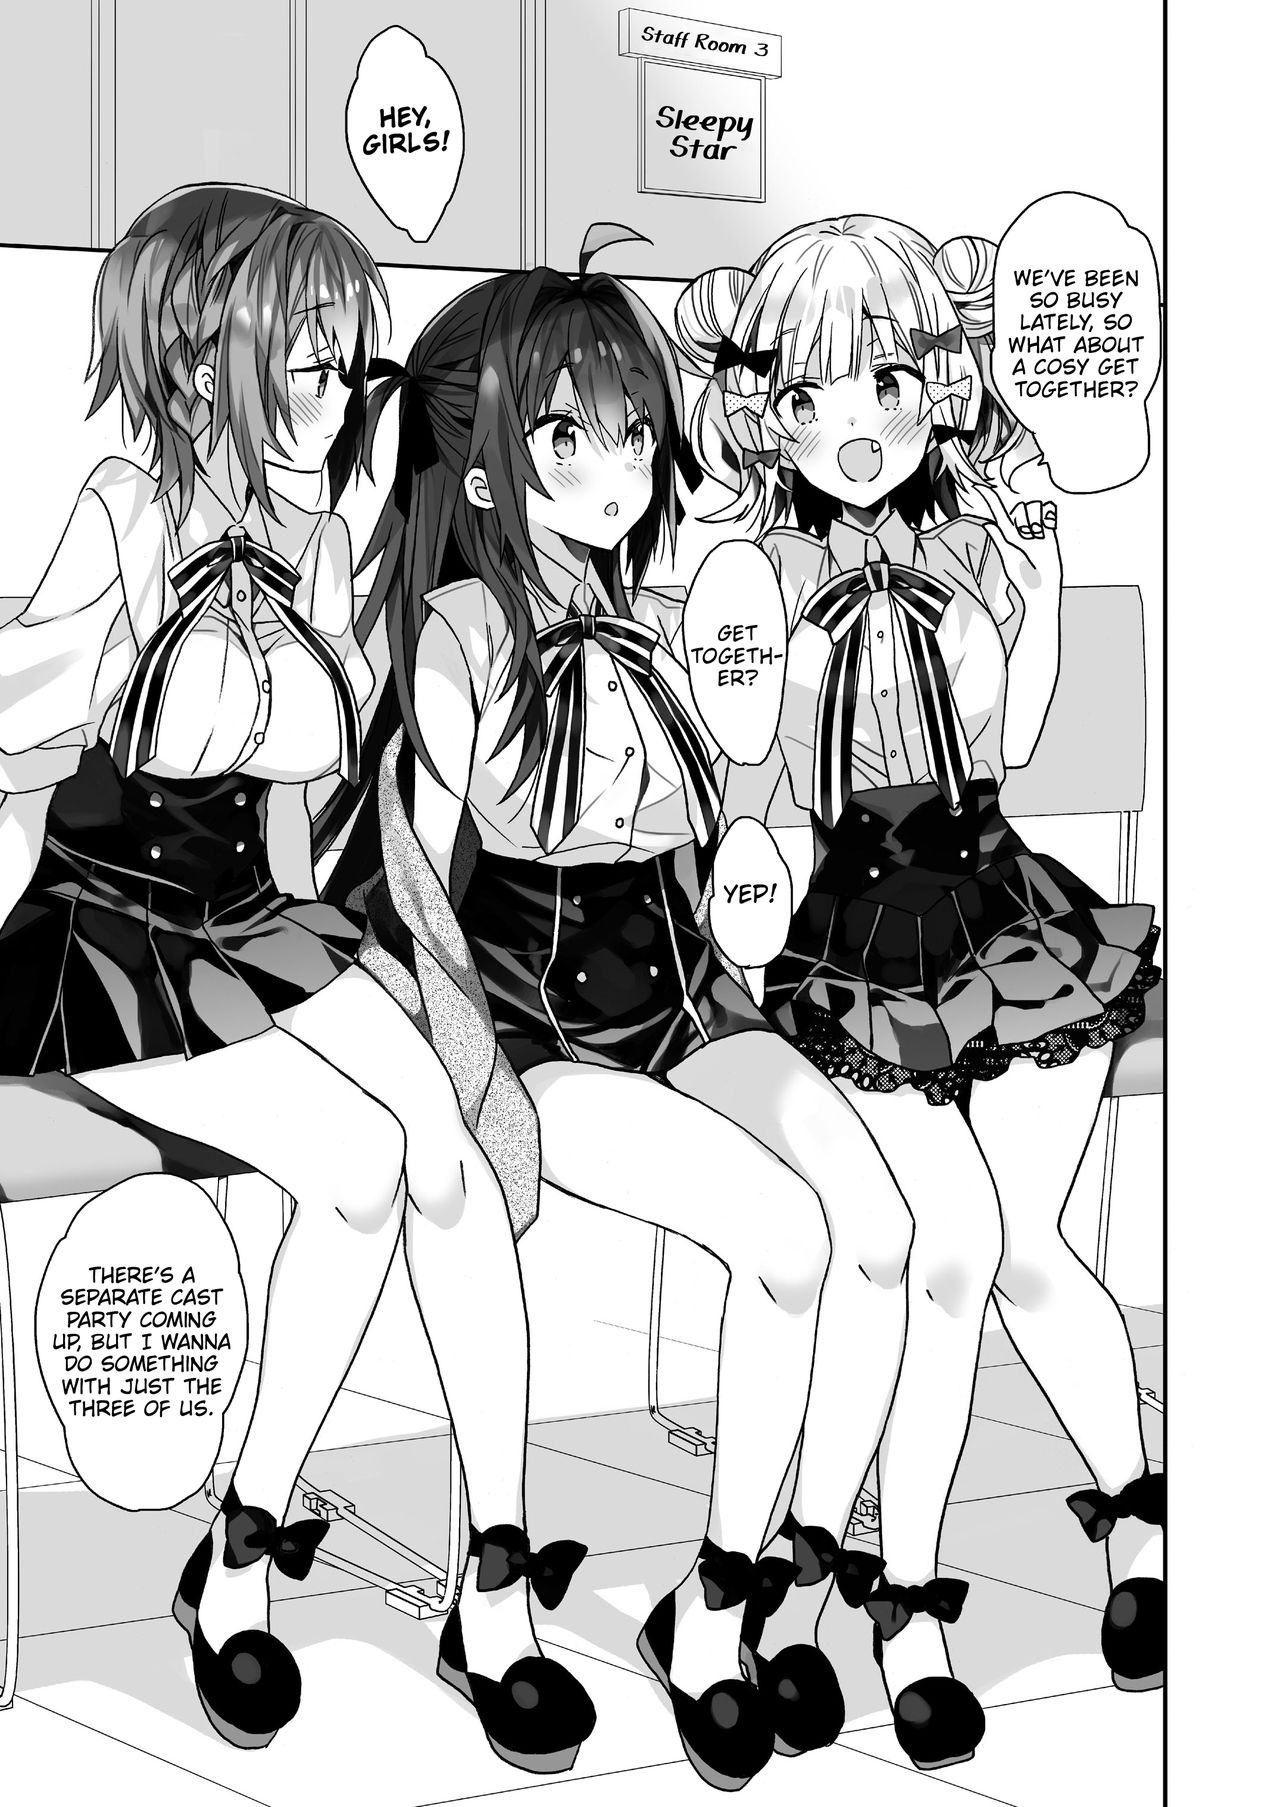 Staff Room 3
Sleepy
Star
HEY,
GIRLS!
WE'VE BEEN
SO BUSY
LATELY, SO
WHAT ABOUT
A COSY GET
TOGETHER?
GET
TOGETH-
ER?
YEP!
THERE'S A
SEPARATE CAST
PARTY COMING
UP, BUT I WANNA
DO SOMETHING
WITH JUST THE
THREE OF US.